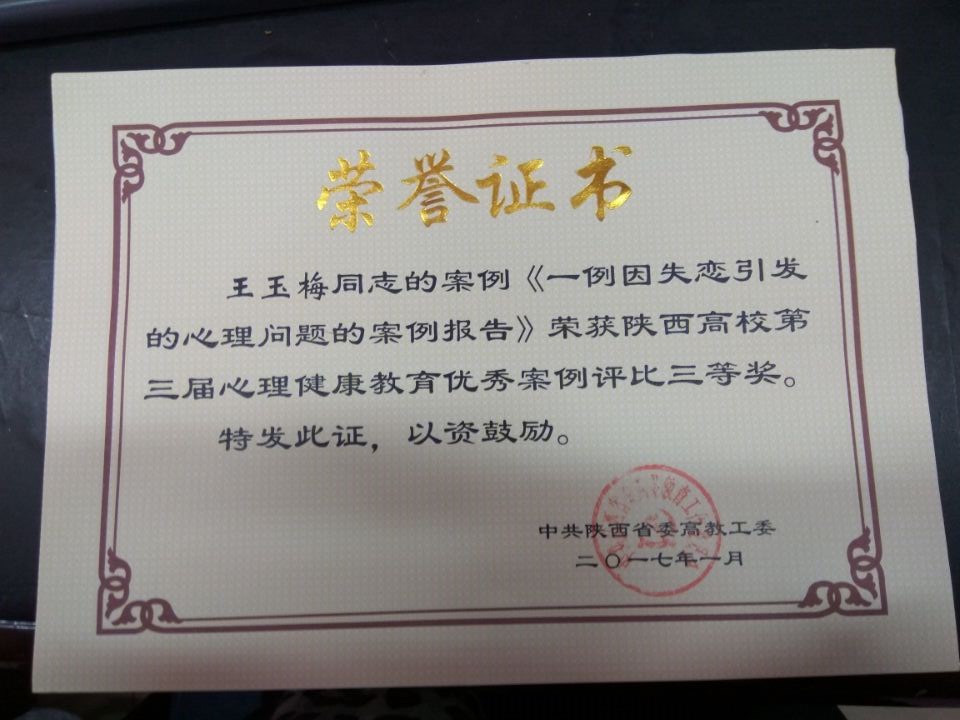 荣誉证书
王玉梅同志的案例《一例因失恋引发
的心理问题的案例报告》荣获陕西高校第
三届心理健康教育优秀案例评比三等奖。
特发此证，以资鼓励。
中共陕西省委高教工委
二〇一七年一月